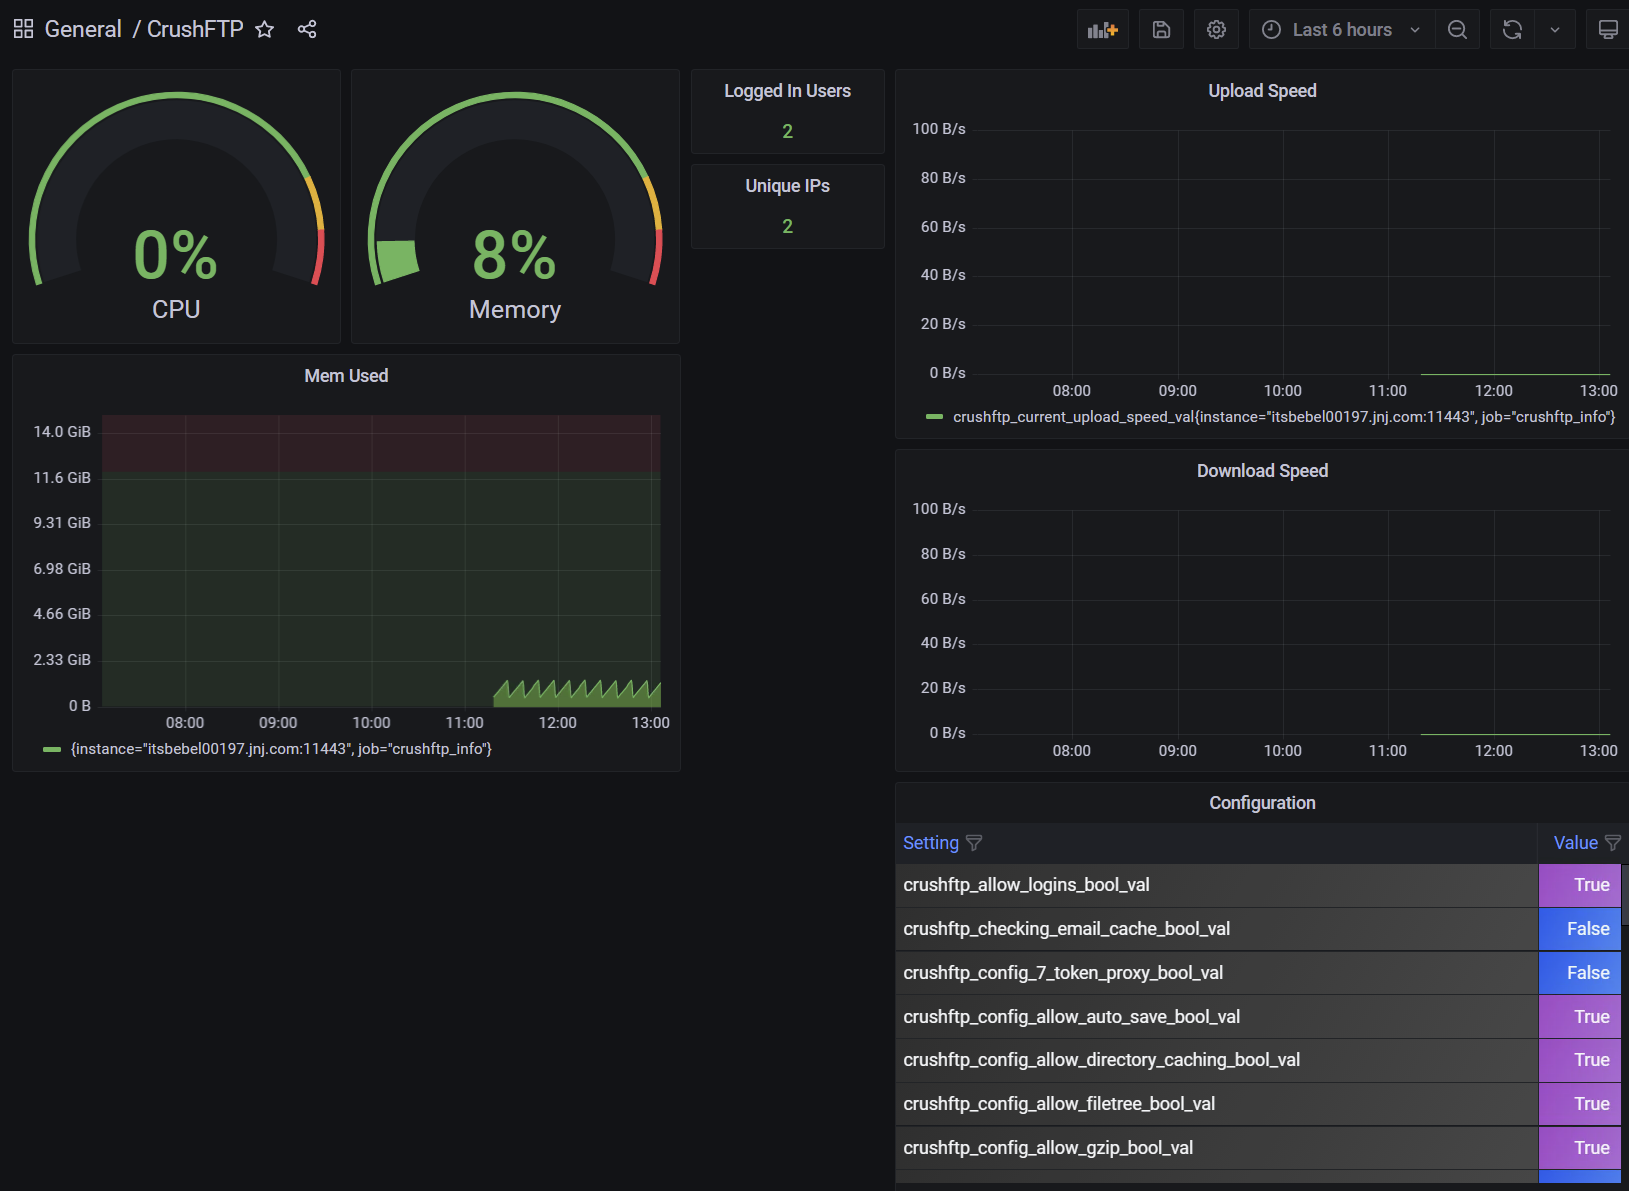 General / CrushFTP
Last 6 hours
0%
CPU
8%
Memory
Logged In Users
2
Unique IPs
2
Upload Speed
100 B/s
80 B/s
60 B/s
40 B/s
20 B/s
0 B/s
08:00 09:00 10:00 11:00 12:00 13:00
crushftp_current_upload_speed_val{instance="itsbebel00197.jnj.com:11443", job="crushftp_info"}
Mem Used
14.0 GiB
11.6 GiB
9.31 GiB
6.98 GiB
4.66 GiB
2.33 GiB
0 B
08:00 09:00 10:00 11:00 12:00 13:00
{instance="itsbebel00197.jnj.com:11443", job="crushftp_info"}
Download Speed
100 B/s
80 B/s
60 B/s
40 B/s
20 B/s
0 B/s
08:00 09:00 10:00 11:00 12:00 13:00
Configuration
Setting Value
crushftp_allow_logins_bool_val True
crushftp_checking_email_cache_bool_val False
crushftp_config_7_token_proxy_bool_val False
crushftp_config_allow_auto_save_bool_val True
crushftp_config_allow_directory_caching_bool_val True
crushftp_config_allow_filetree_bool_val True
crushftp_config_allow_gzip_bool_val True